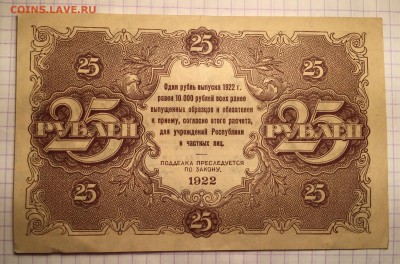 COINS.LAVE.RU
25
25
Один рубль выпуска 1922 г.
равен 10.000 рублей всех ранее
выпущенных образцов и обязателен
к приему, согласно этого расчета,
для учреждений Республики
и частных лиц.
25 РУБЛЕЙ
25 РУБЛЕЙ
ПОДДЕЛКА ПРЕСЛЕДУЕТСЯ
ПО ЗАКОНУ.
1922
25
25